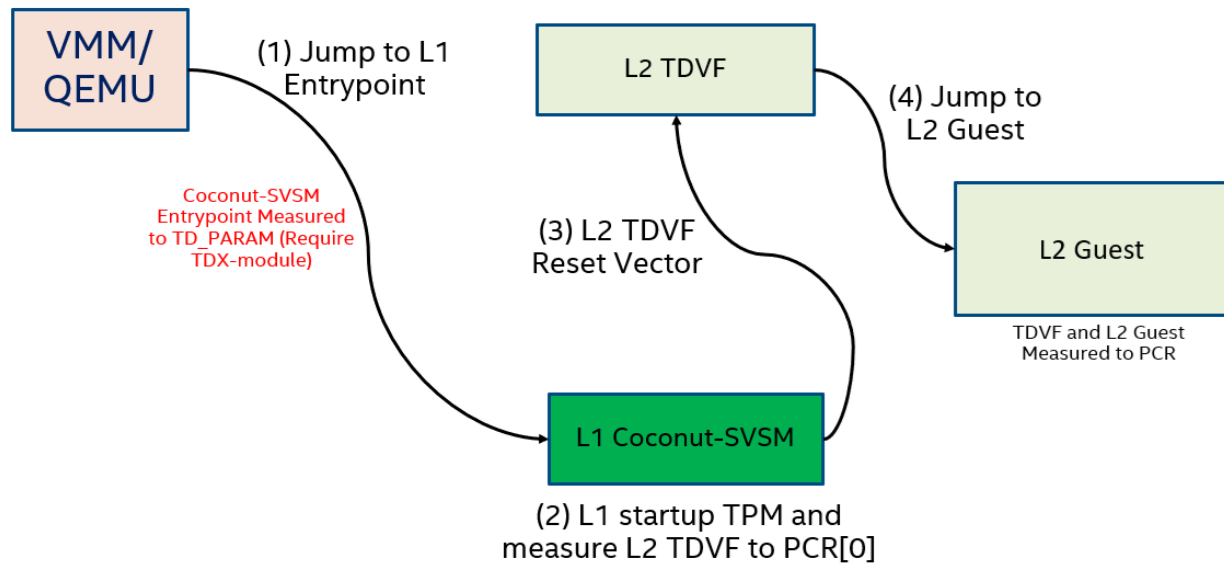 VMM/
QEMU
(1) Jump to L1
Entrypoint
Coconut-SVSM
Entrypoint Measured
to TD_PARAM (Require
TDX-module)
L2 TDVF
(4) Jump to
L2 Guest
(3) L2 TDVF
Reset Vector
L2 Guest
TDVF and L2 Guest
Measured to PCR
L1 Coconut-SVSM
(2) L1 startup TPM and
measure L2 TDVF to PCR[0]